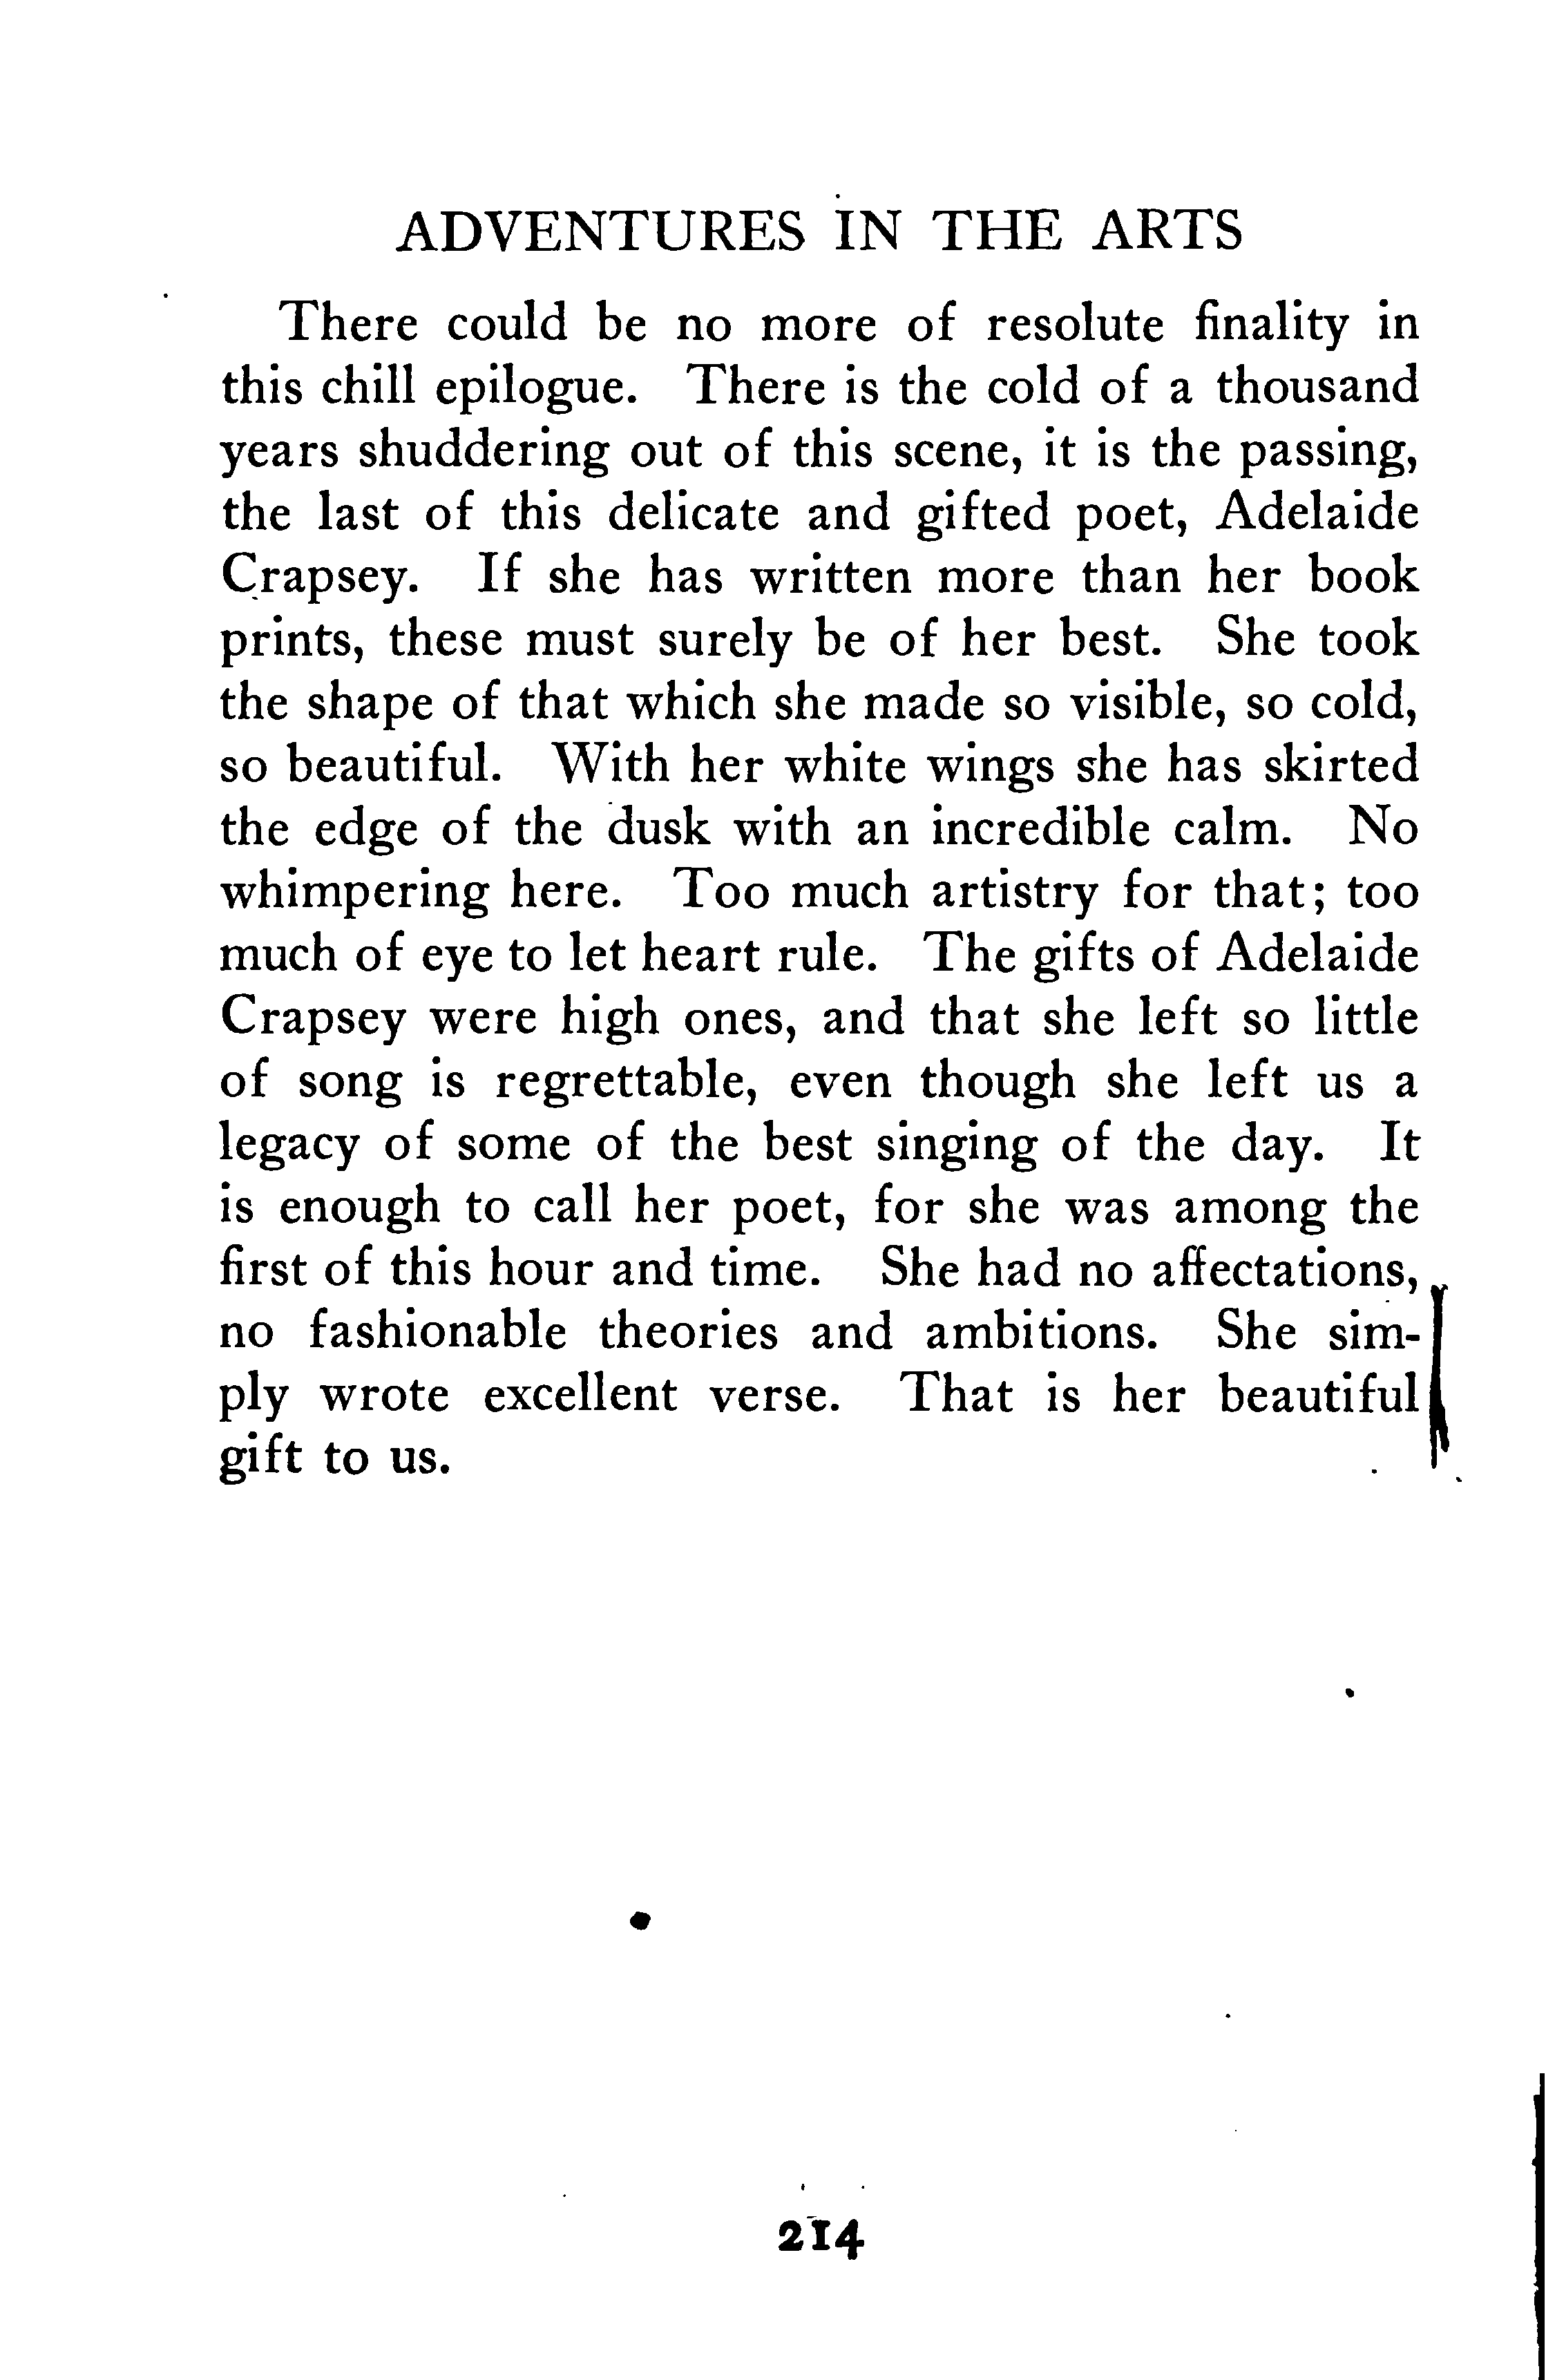 ADVENTURES IN THE ARTS
There could be no more of resolute finality in
this chill epilogue. There is the cold of a thousand
years shuddering out of this scene, it is the passing,
the last of this delicate and gifted poet, Adelaide
Crapsey. If she has written more than her book
prints, these must surely be of her best. She took
the shape of that which she made so visible, so cold,
so beautiful. With her white wings she has skirted
the edge of the dusk with an incredible calm. No
whimpering here. Too much artistry for that; too
much of eye to let heart rule. The gifts of Adelaide
Crapsey were high ones, and that she left so little
of song is regrettable, even though she left us a
legacy of some of the best singing of the day. It
is enough to call her poet, for she was among the
first of this hour and time. She had no affectations,
no fashionable theories and ambitions. She sim-
ply wrote excellent verse. That is her beautiful
gift to us.
214